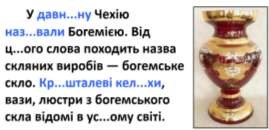 У давн...ну Чехію
наз...вали Богемією. Від
ц...ого слова походить назва
скляних виробів — богемське
скло. Кр...шталеві кел...хи,
вази, люстри з богемського
скла відомі в ус...ому світі.